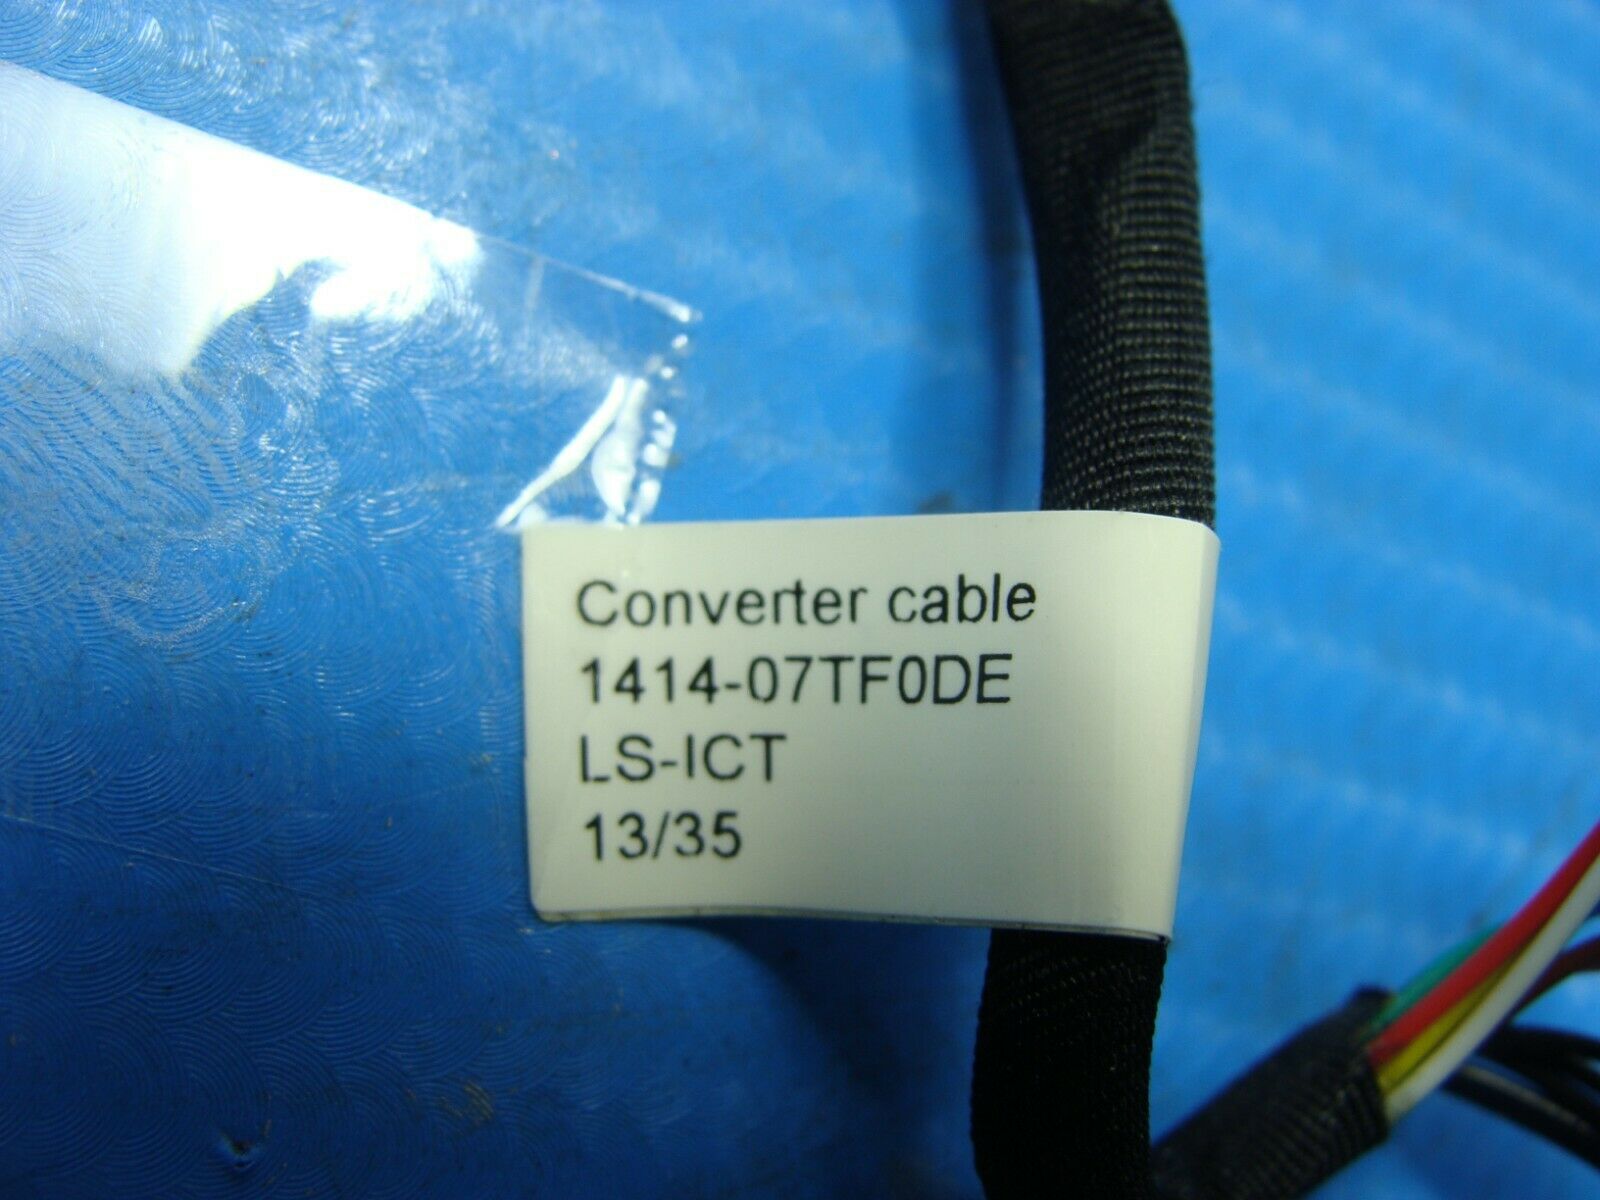 Converter cable
1414-07TF0DE
LS-ICT
13/35